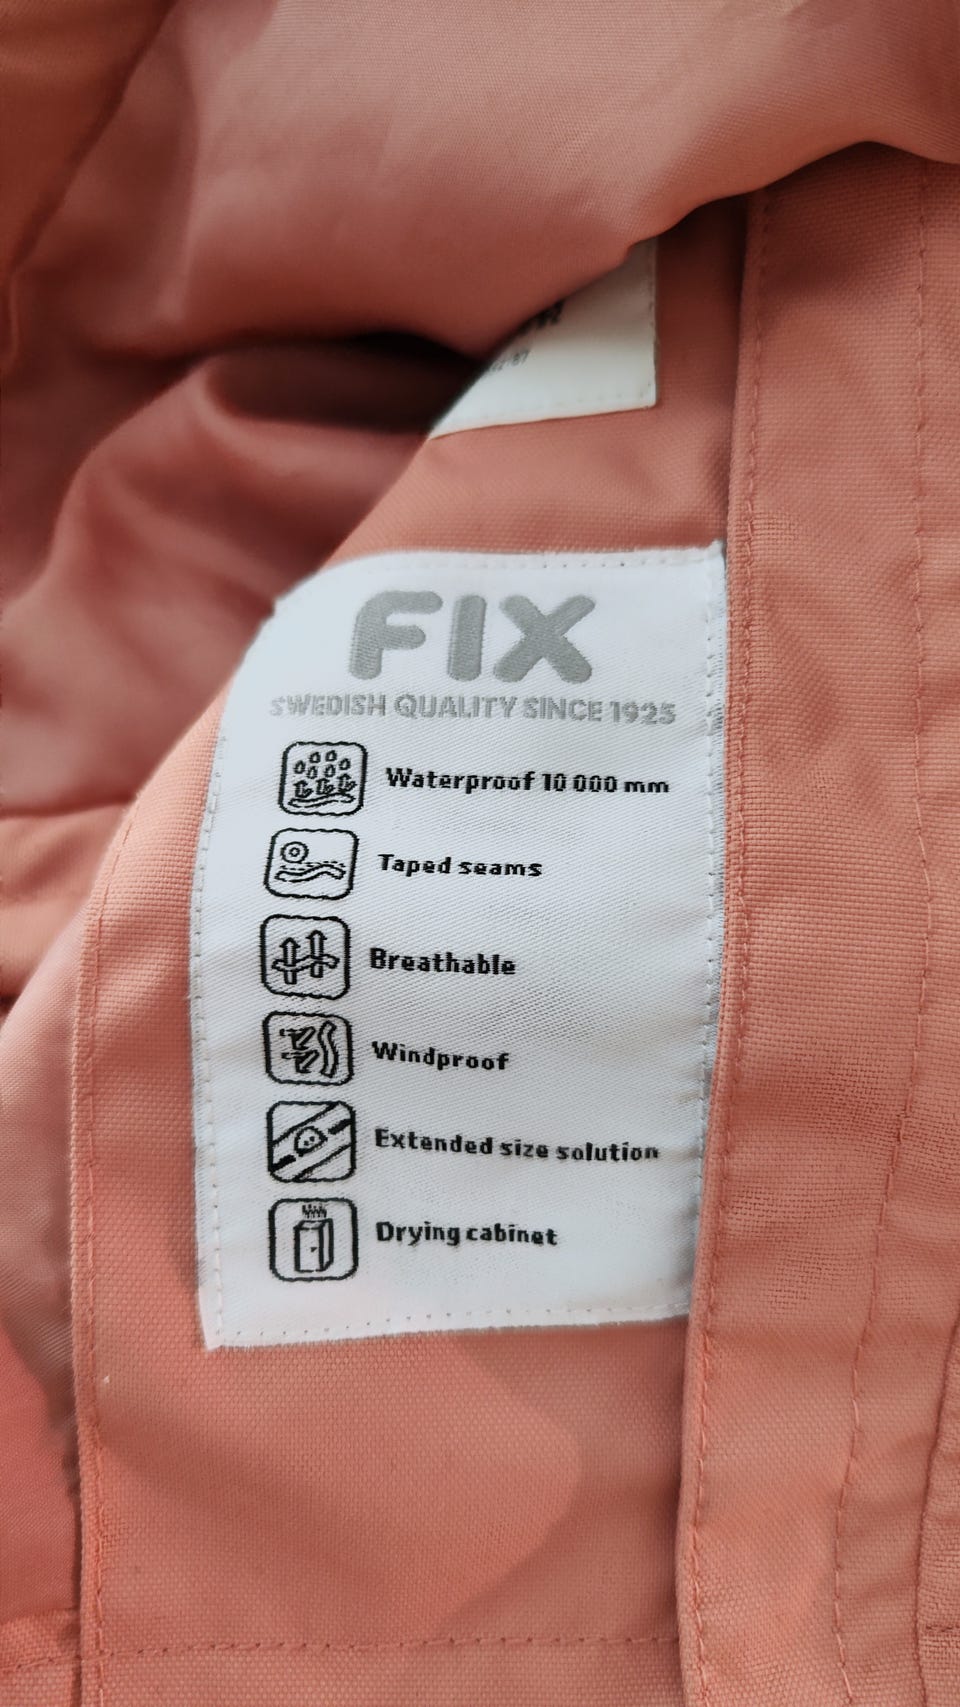 FIX
SWEDISH QUALITY SINCE 1925
Waterproof 10 000 mm
Taped seams
Breathable
Windproof
Extended size solution
Drying cabinet